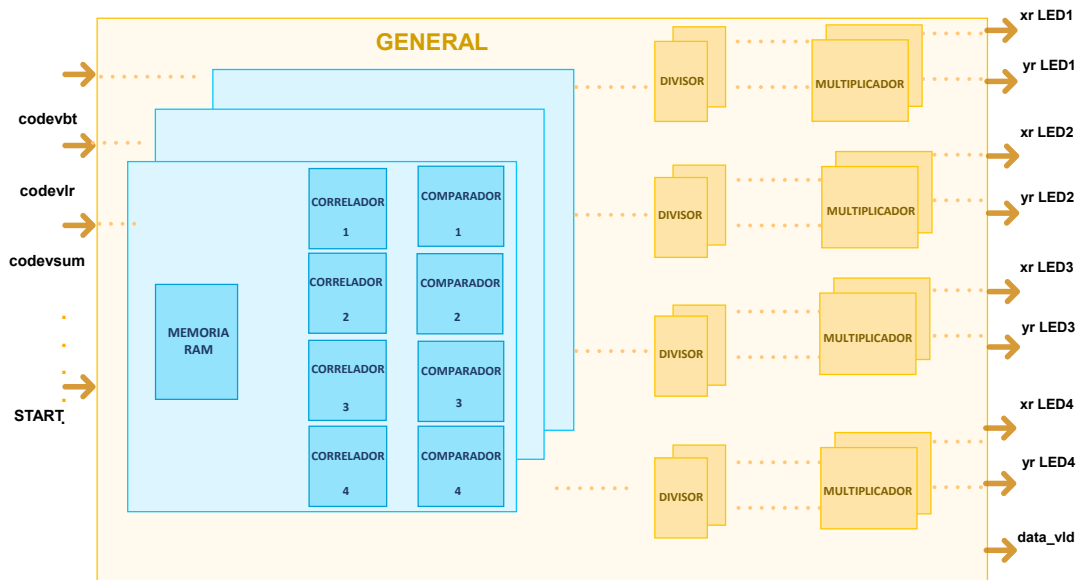 GENERAL
codevbt
codevlr
codevsum
START
MEMORIA
RAM
CORRELADOR
1
COMPARADOR
1
CORRELADOR
2
COMPARADOR
2
CORRELADOR
3
COMPARADOR
3
CORRELADOR
4
COMPARADOR
4
DIVISOR
MULTIPLICADOR
DIVISOR
MULTIPLICADOR
DIVISOR
MULTIPLICADOR
DIVISOR
MULTIPLICADOR
xr LED1
yr LED1
xr LED2
yr LED2
xr LED3
yr LED3
xr LED4
yr LED4
data_vld